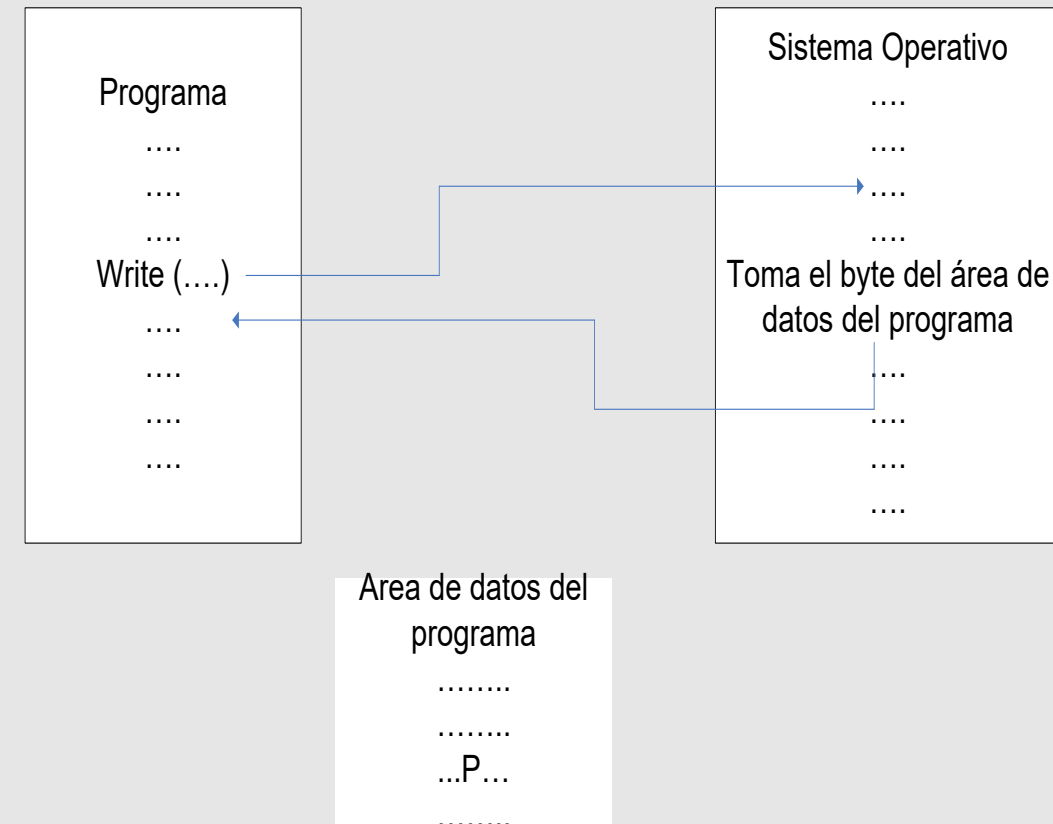 Programa
….
….
….
Write (….)
….
….
….
….
Sistema Operativo
….
….
….
….
Toma el byte del área de
datos del programa
….
….
….
….
Area de datos del
programa
……..
……..
...P…
……..